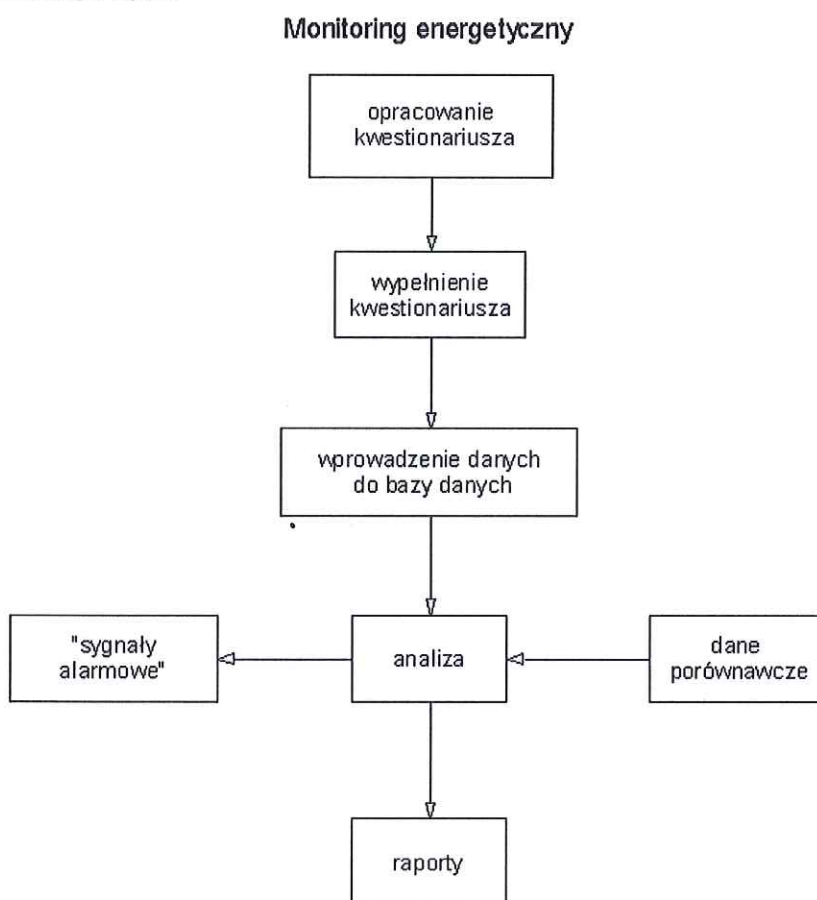 Monitoring energetyczny
opracowanie
kwestionariusza
wypełnienie
kwestionariusza
wprowadzenie danych
do bazy danych
"sygnały
alarmowe"
analiza
dane
porównawcze
raporty